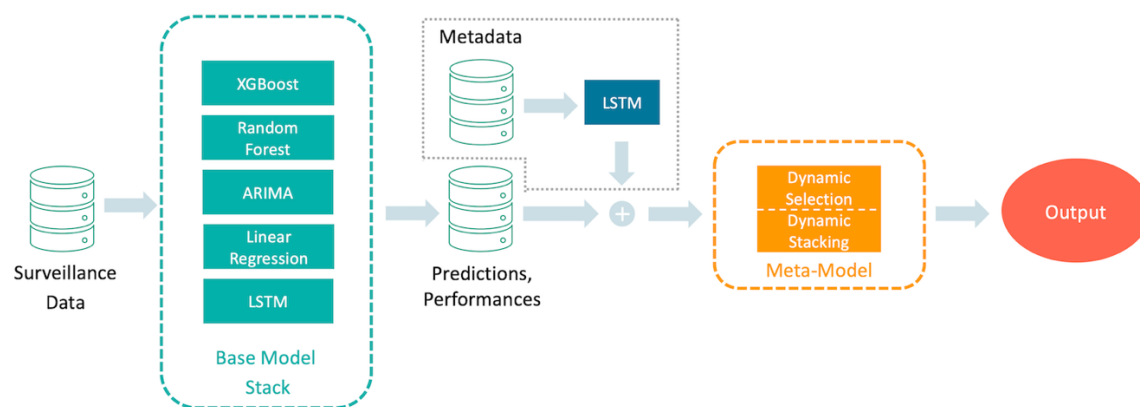 Surveillance
Data
XGBoost
Random
Forest
ARIMA
Linear
Regression
LSTM
Base Model
Stack
Metadata
LSTM
Predictions,
Performances
+
Dynamic
Selection
Dynamic
Stacking
Meta-Model
Output